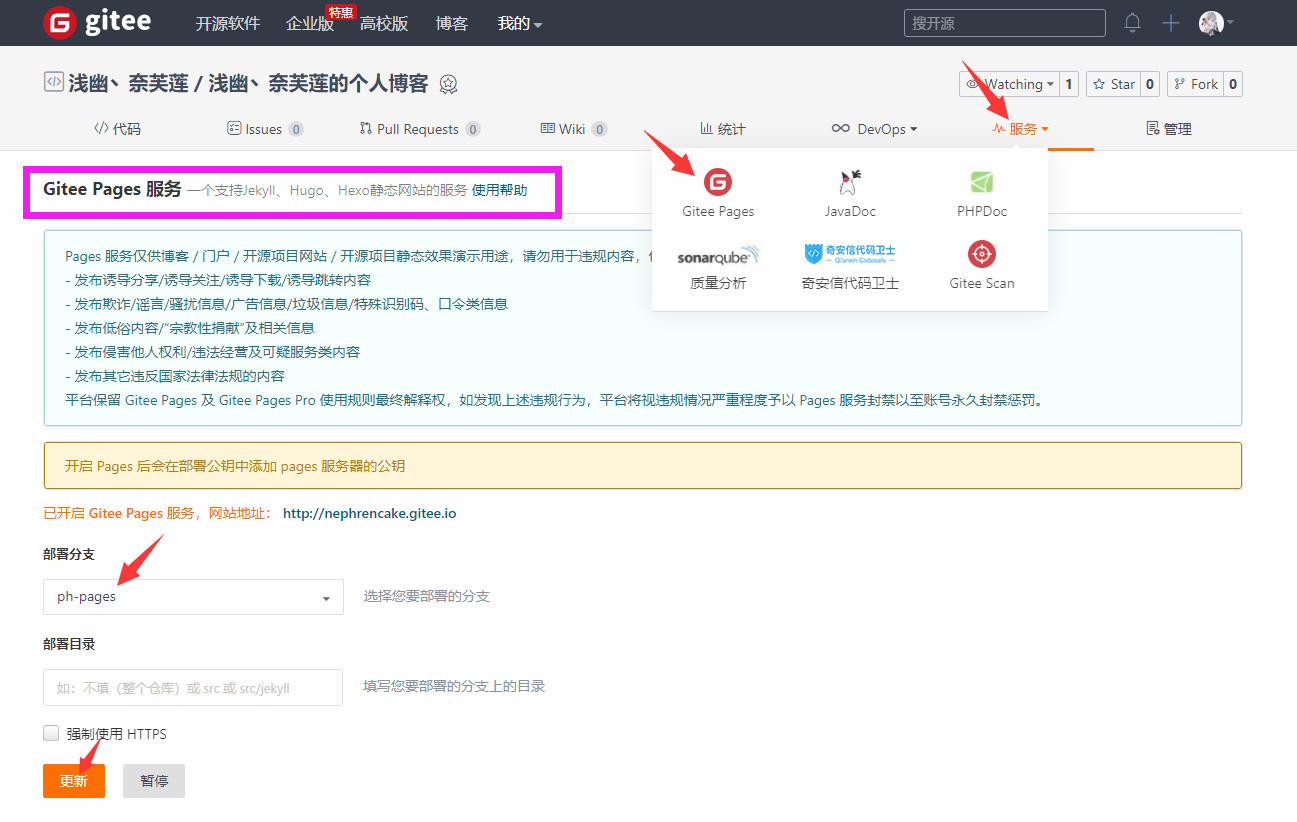 gitee 开源软件 企业版 特惠 高校版 博客 我的 搜开源
浅幽、奈芙莲 / 浅幽、奈芙莲的个人博客 Watching 1 Star 0 Fork 0
代码 Issues 0 Pull Requests 0 Wiki 0 统计 DevOps 服务 管理
Gitee Pages 服务 一个支持Jekyll、Hugo、Hexo静态网站的服务 使用帮助
Gitee Pages JavaDoc PHPDoc
sonarqube 奇安信代码卫士 Qianxin Codesafe
质量分析 奇安信代码卫士 Gitee Scan
Pages 服务仅供博客 / 门户 / 开源项目网站 / 开源项目静态效果演示用途，请勿用于违规内容，
- 发布诱导分享/诱导关注/诱导下载/诱导跳转内容
- 发布欺诈/谣言/骚扰信息/广告信息/垃圾信息/特殊识别码、口令类信息
- 发布低俗内容/“宗教性捐献”及相关信息
- 发布侵害他人权利/违法经营及可疑服务类内容
- 发布其它违反国家法律法规的内容
平台保留 Gitee Pages 及 Gitee Pages Pro 使用规则最终解释权，如发现上述违规行为，平台将视违规情况严重程度予以 Pages 服务封禁以至账号永久封禁惩罚。
开启 Pages 后会在部署公钥中添加 pages 服务器的公钥
已开启 Gitee Pages 服务，网站地址： http://nephrencake.gitee.io
部署分支
ph-pages 选择您要部署的分支
部署目录
如：不填（整个仓库）或 src 或 src/jekyll 填写您要部署的分支上的目录
强制使用 HTTPS
更新 暂停